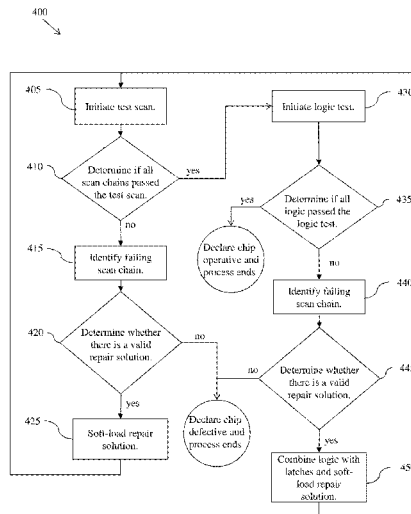 400
405
Initiate test scan.
430
Initiate logic test.
410
Determine if all
scan chains passed
the test scan.
yes
no
435
Determine if all
logic passed the
logic test.
yes
no
Declare chip
operative and
process ends
415
Identify failing
scan chain.
440
Identify failing
scan chain.
420
Determine whether
there is a valid
repair solution.
no
yes
Determine whether
there is a valid
repair solution.
no
yes
Declare chip
defective and
process ends
425
Soft-load repair
solution.
Combine logic with
latches and soft-
load repair
solution.